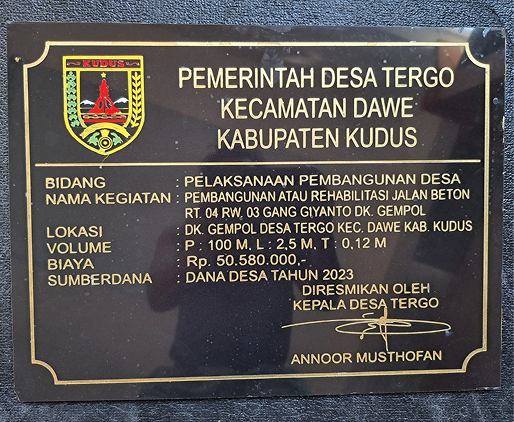 KUDUS
PEMERINTAH DESA TERGO
KECAMATAN DAWE
KABUPATEN KUDUS
BIDANG : PELAKSANAAN PEMBANGUNAN DESA
NAMA KEGIATAN : PEMBANGUNAN ATAU REHABILITASI JALAN BETON
RT. 04 RW. 03 GANG GIYANTO DK. GEMPOL
LOKASI : DK. GEMPOL DESA TERGO KEC. DAWE KAB. KUDUS
VOLUME : P : 100 M, L : 2,5 M, T : 0,12 M
BIAYA : Rp. 50.580.000,-
SUMBERDANA : DANA DESA TAHUN 2023
DIRESMIKAN OLEH
KEPALA DESA TERGO
ANNOOR MUSTHOFAN